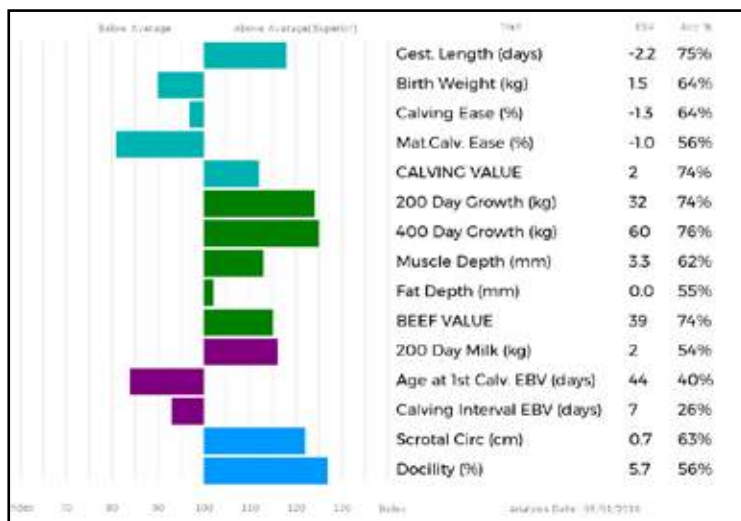 Below Average Above Average(Superior) Trait EBV Acc %
Gest. Length (days) -2.2 75%
Birth Weight (kg) 1.5 64%
Calving Ease (%) -1.3 64%
Mat.Calv. Ease (%) -1.0 56%
CALVING VALUE 2 74%
200 Day Growth (kg) 32 74%
400 Day Growth (kg) 60 76%
Muscle Depth (mm) 3.3 62%
Fat Depth (mm) 0.0 55%
BEEF VALUE 39 74%
200 Day Milk (kg) 2 54%
Age at 1st Calv. EBV (days) 44 40%
Calving Interval EBV (days) 7 26%
Scrotal Circ (cm) 0.7 63%
Docility (%) 5.7 56%
70 80 90 100 110 120 130 Index Analysis Date: